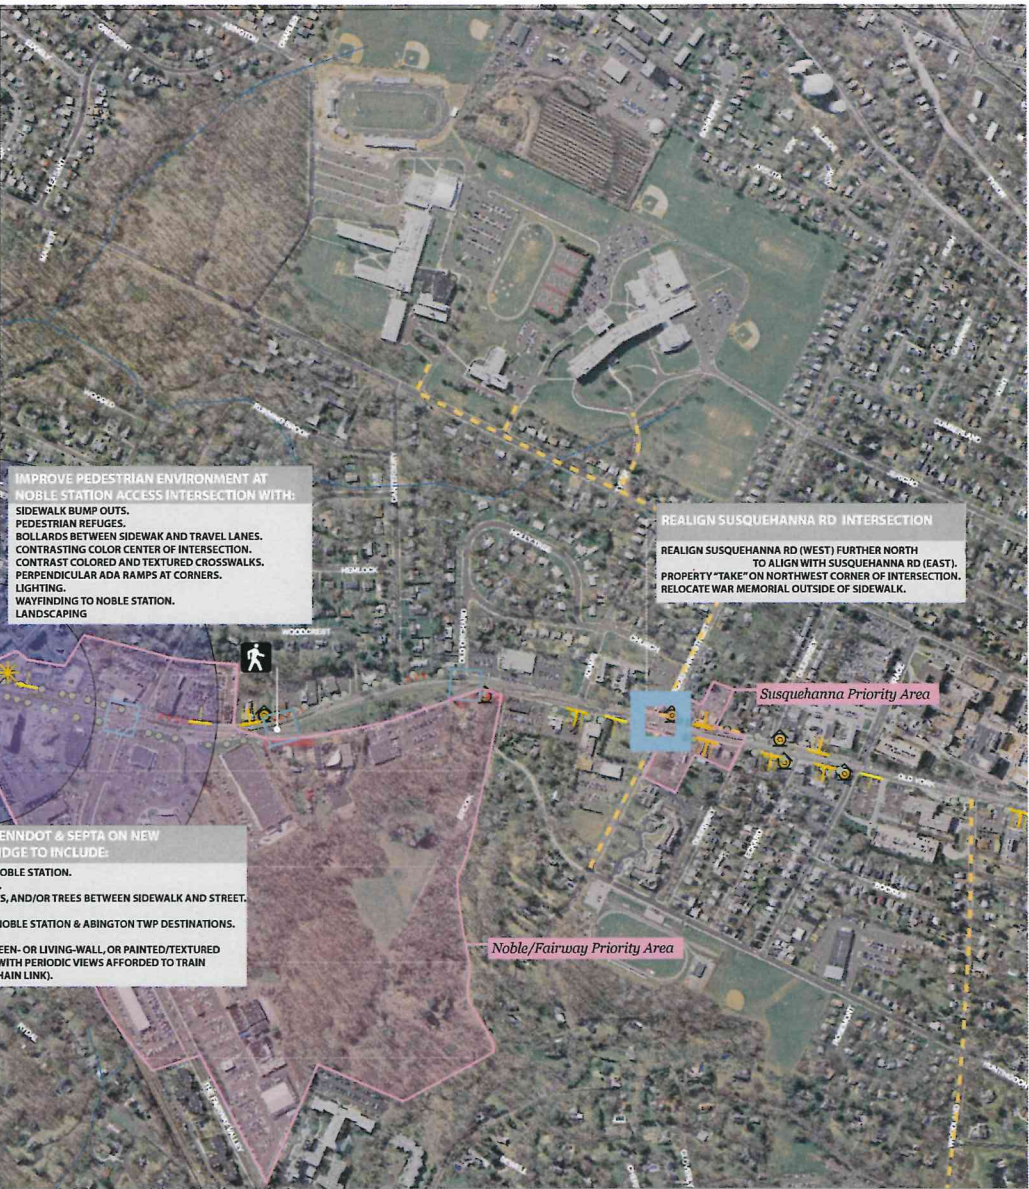 ABINGTON
IMPROVE PEDESTRIAN ENVIRONMENT AT
NOBLE STATION ACCESS INTERSECTION WITH:
SIDEWALK BUMP OUTS.
PEDESTRIAN REFUGES.
BOLLARDS BETWEEN SIDEWAK AND TRAVEL LANES.
CONTRASTING COLOR CENTER OF INTERSECTION.
CONTRAST COLORED AND TEXTURED CROSSWALKS.
PERPENDICULAR ADA RAMPS AT CORNERS.
LIGHTING.
WAYFINDING TO NOBLE STATION.
LANDSCAPING
REALIGN SUSQUEHANNA RD INTERSECTION
REALIGN SUSQUEHANNA RD (WEST) FURTHER NORTH
TO ALIGN WITH SUSQUEHANNA RD (EAST).
PROPERTY "TAKE" ON NORTHWEST CORNER OF INTERSECTION.
RELOCATE WAR MEMORIAL OUTSIDE OF SIDEWALK.
CANTERBURY
HEMLOCK
WOODCREST
OLD ORCHARD
CUMBERLAND
Susquehanna Priority Area
OLD YORK
ENNDOT & SEPTA ON NEW
DGE TO INCLUDE:
OBLE STATION.
S, AND/OR TREES BETWEEN SIDEWALK AND STREET.
NOBLE STATION & ABINGTON TWP DESTINATIONS.
EEN- OR LIVING-WALL, OR PAINTED/TEXTURED
WITH PERIODIC VIEWS AFFORDED TO TRAIN
HAIN LINK).
Noble/Fairway Priority Area